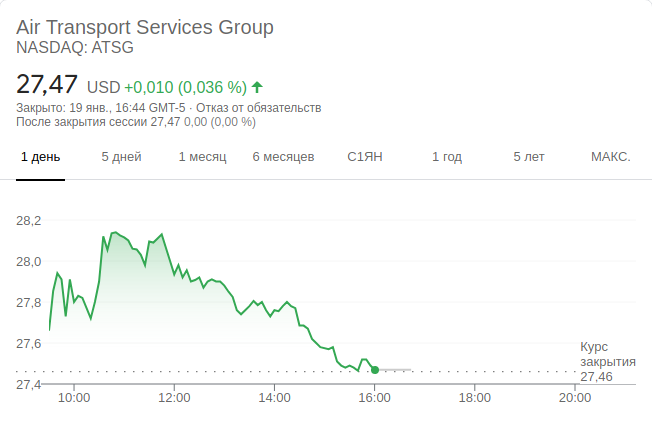 Air Transport Services Group
NASDAQ: ATSG
27,47 USD +0,010 (0,036 %)
Закрыто: 19 янв., 16:44 GMT-5 · Отказ от обязательств
После закрытия сессии 27,47 0,00 (0,00 %)
1 день 5 дней 1 месяц 6 месяцев С1ЯН 1 год 5 лет МАКС.
28,2
28,0
27,8
27,6
27,4
Курс
закрытия
27,46
10:00 12:00 14:00 16:00 18:00 20:00